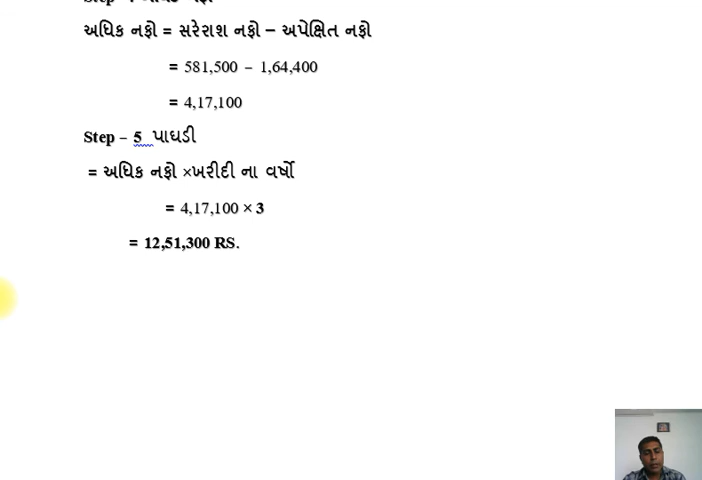 અધિક નફો = સરેરાશ નફો – અપેક્ષિત નફો
= 581,500 – 1,64,400
= 4,17,100
Step – 5 પાઘડી
= અધિક નફો ×ખરીદી ના વર્ષો
= 4,17,100 × 3
= 12,51,300 RS.